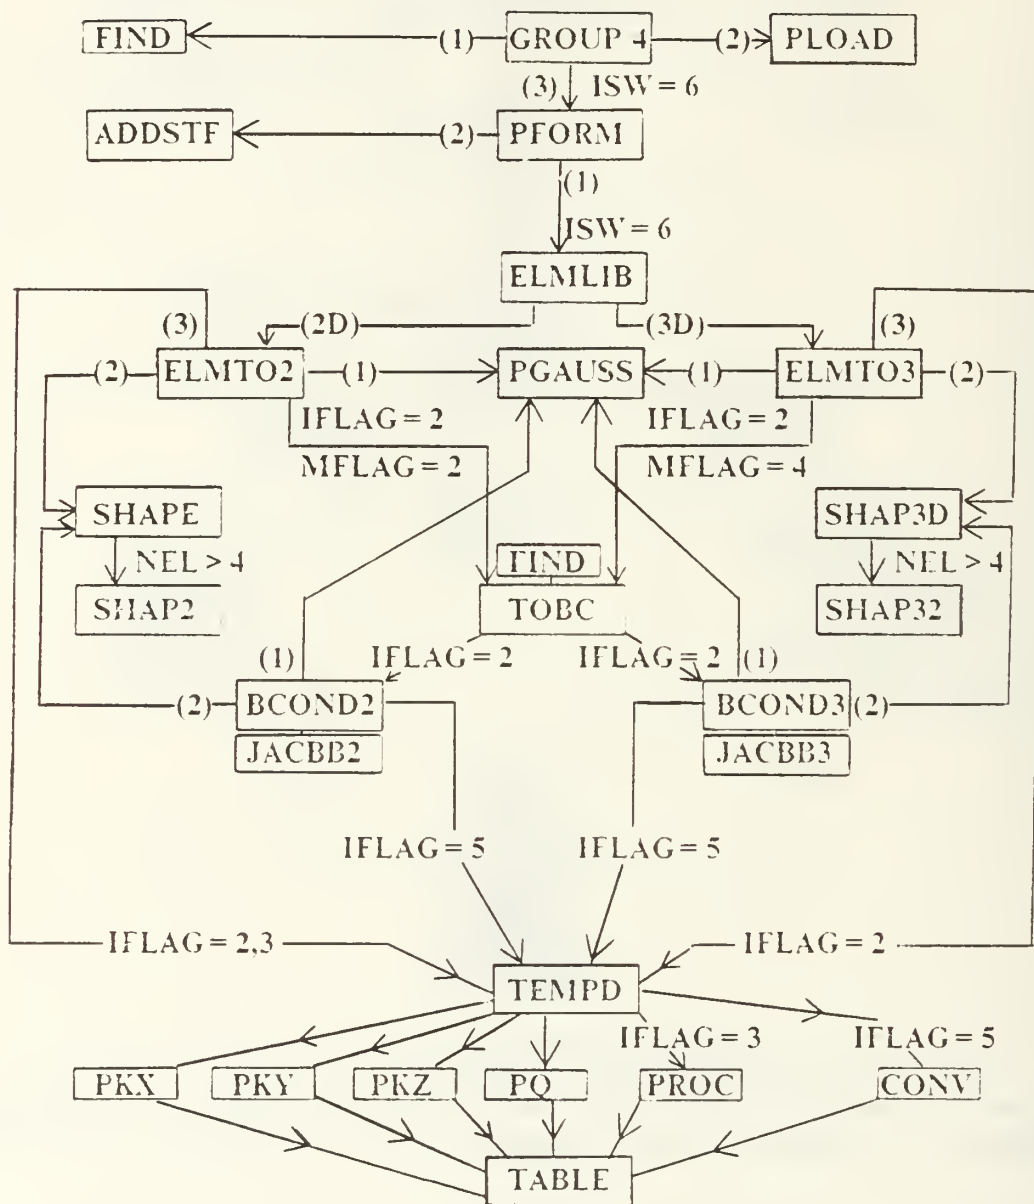 FIND (1) GROUP 4 (2) PLOAD
(3) ISW = 6
ADDSTF (2) PFORM
(1)
ISW = 6
ELMLIB
(3) (2D) (3D) (3)
(2) ELMTO2 (1) PGAUSS (1) ELMTO3 (2)
IFLAG = 2 IFLAG = 2
MFLAG = 2 MFLAG = 4
SHAPE SHAP3D
NEL > 4 FIND NEL > 4
SHAP2 TOBC SHAP32
(1) IFLAG = 2 IFLAG = 2 (1)
(2) BCOND2 BCOND3 (2)
JACBB2 JACBB3
IFLAG = 5 IFLAG = 5
IFLAG = 2,3 IFLAG = 2
TEMPD
IFLAG = 3 IFLAG = 5
PKX PKY PKZ PQ PROC CONV
TABLE